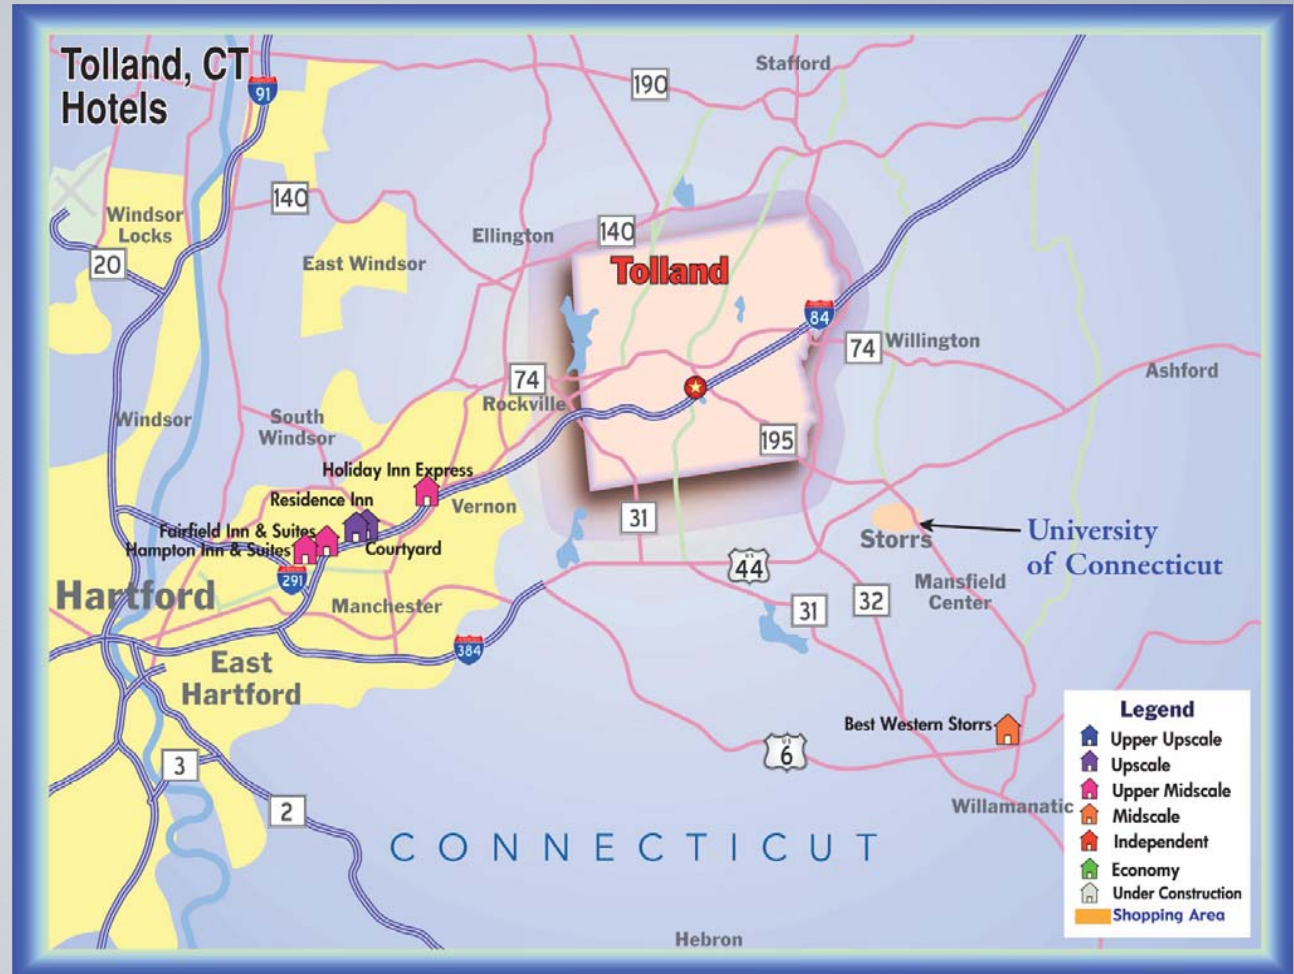 Tolland, CT
Hotels
91
190
Stafford
140
Windsor
Locks
20
East Windsor
Ellington
140
Tolland
84
74
Willington
Ashford
74
Rockville
Windsor
South
Windsor
195
Holiday Inn Express
Residence Inn
Vernon
31
Fairfield Inn & Suites
Hampton Inn & Suites
Courtyard
Storrs
University
of Connecticut
291
US
44
Hartford
Manchester
31
32
Mansfield
Center
384
East
Hartford
Best Western Storrs
US
6
3
2
Willamanatic
CONNECTICUT
Hebron
Legend
Upper Upscale
Upscale
Upper Midscale
Midscale
Independent
Economy
Under Construction
Shopping Area